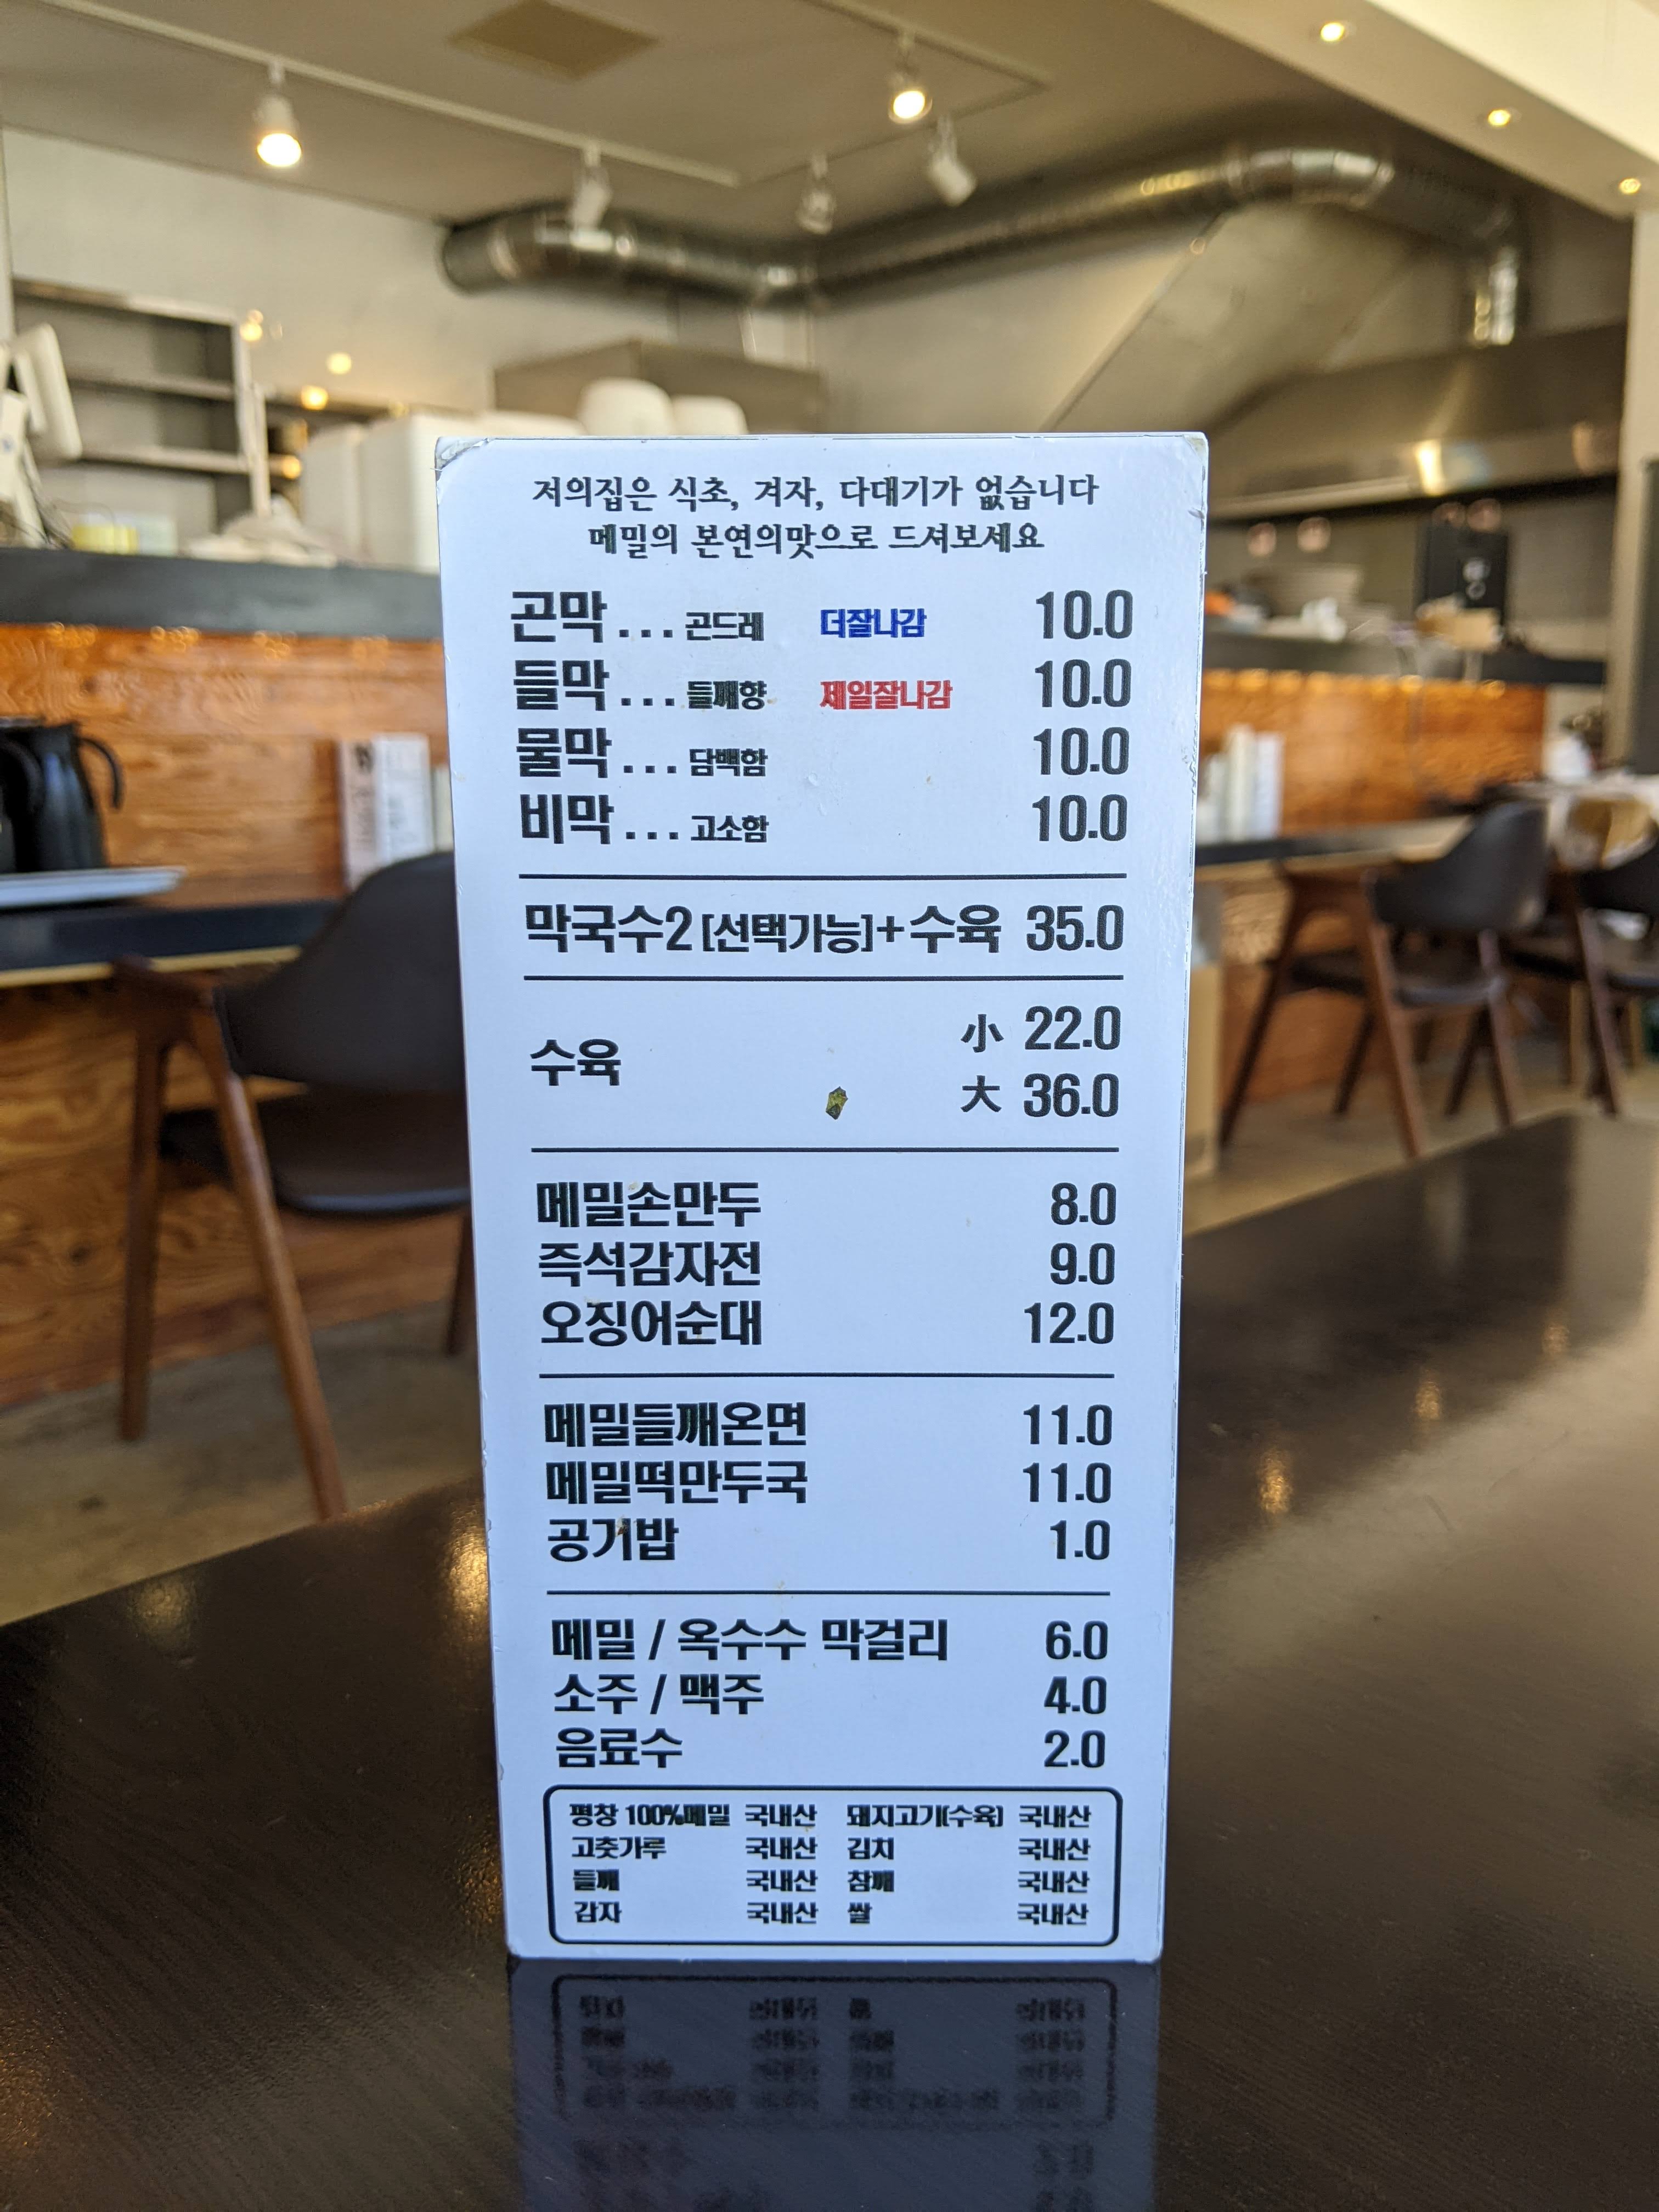 저의집은 식초, 겨자, 다대기가 없습니다
메밀의 본연의맛으로 드셔보세요
곤막... 곤드레 더잘나감 10.0
들막... 들깨향 제일잘나감 10.0
물막... 담백함 10.0
비막... 고소함 10.0
막국수2 [선택가능]+수육 35.0
수육 小 22.0
大 36.0
메밀손만두 8.0
즉석감자전 9.0
오징어순대 12.0
메밀들깨온면 11.0
메밀떡만두국 11.0
공기밥 1.0
메밀 / 옥수수 막걸리 6.0
소주 / 맥주 4.0
음료수 2.0
평창 100%메밀 국내산 돼지고기(수육) 국내산
고춧가루 국내산 김치 국내산
들깨 국내산 참깨 국내산
감자 국내산 쌀 국내산